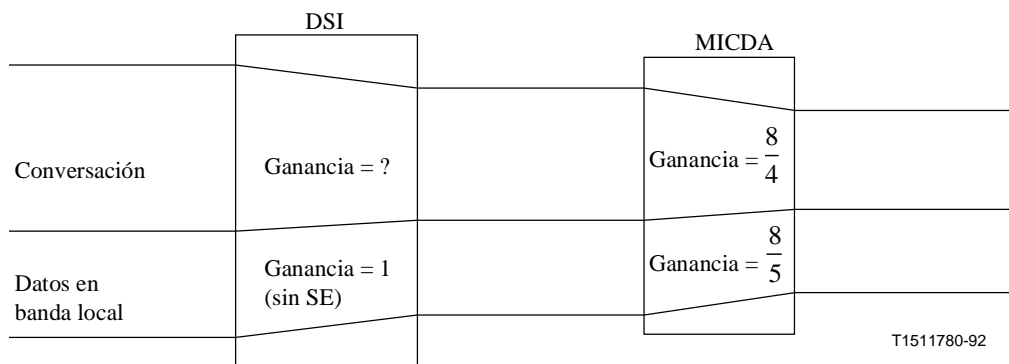 DSI
MICDA
Conversación
Ganancia = ?
Ganancia = 8/4
Datos en
banda local
Ganancia = 1
(sin SE)
Ganancia = 8/5
T1511780-92